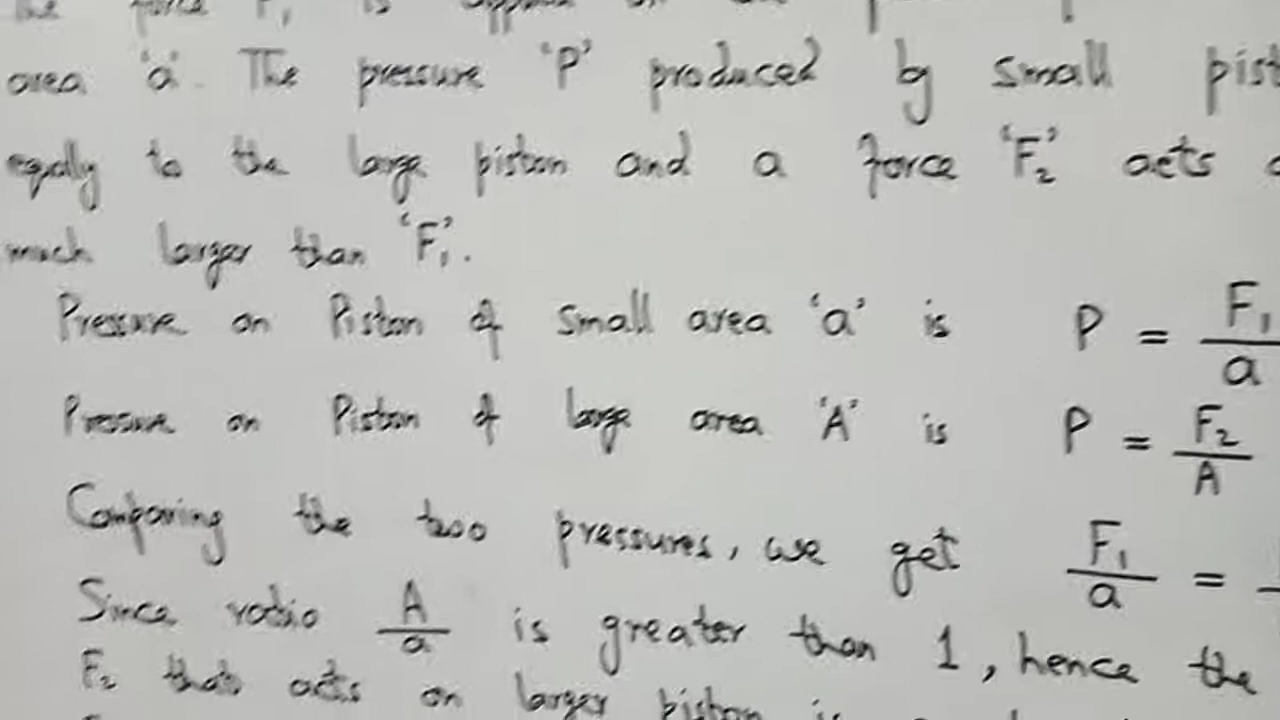 area 'a'. The pressure 'P' produced by small
equally to the large piston and a force 'F₂' acts
much larger than 'F₁'.
Pressure on Piston of small area 'a' is P = F₁/a
Pressure on Piston of large area 'A' is P = F₂/A
Comparing the two pressures, we get F₁/a =
Since ratio A/a is greater than 1, hence the
F₂ that acts on larger piston is